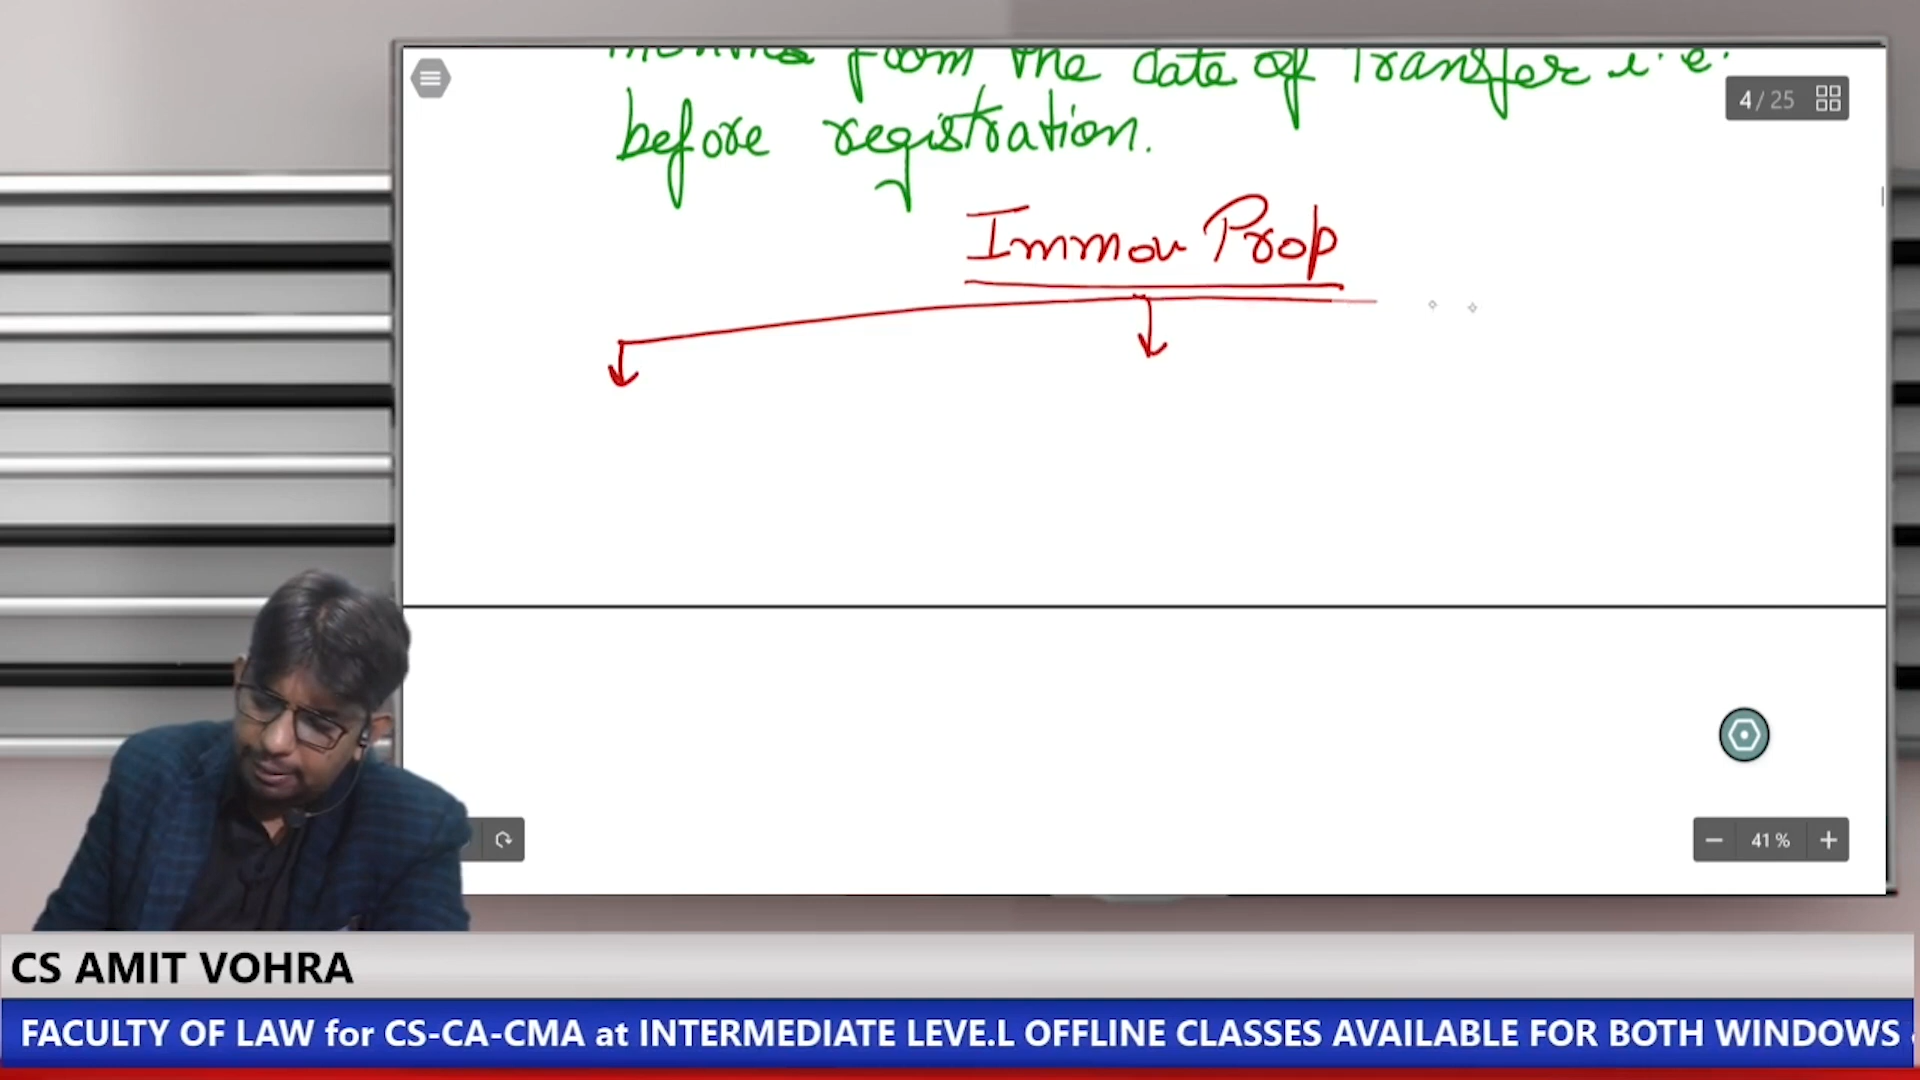 from the date of Transfer i.e.
4 / 25
before registration.
Immov Prop
41 %
CS AMIT VOHRA
FACULTY OF LAW for CS-CA-CMA at INTERMEDIATE LEVE.L OFFLINE CLASSES AVAILABLE FOR BOTH WINDOWS